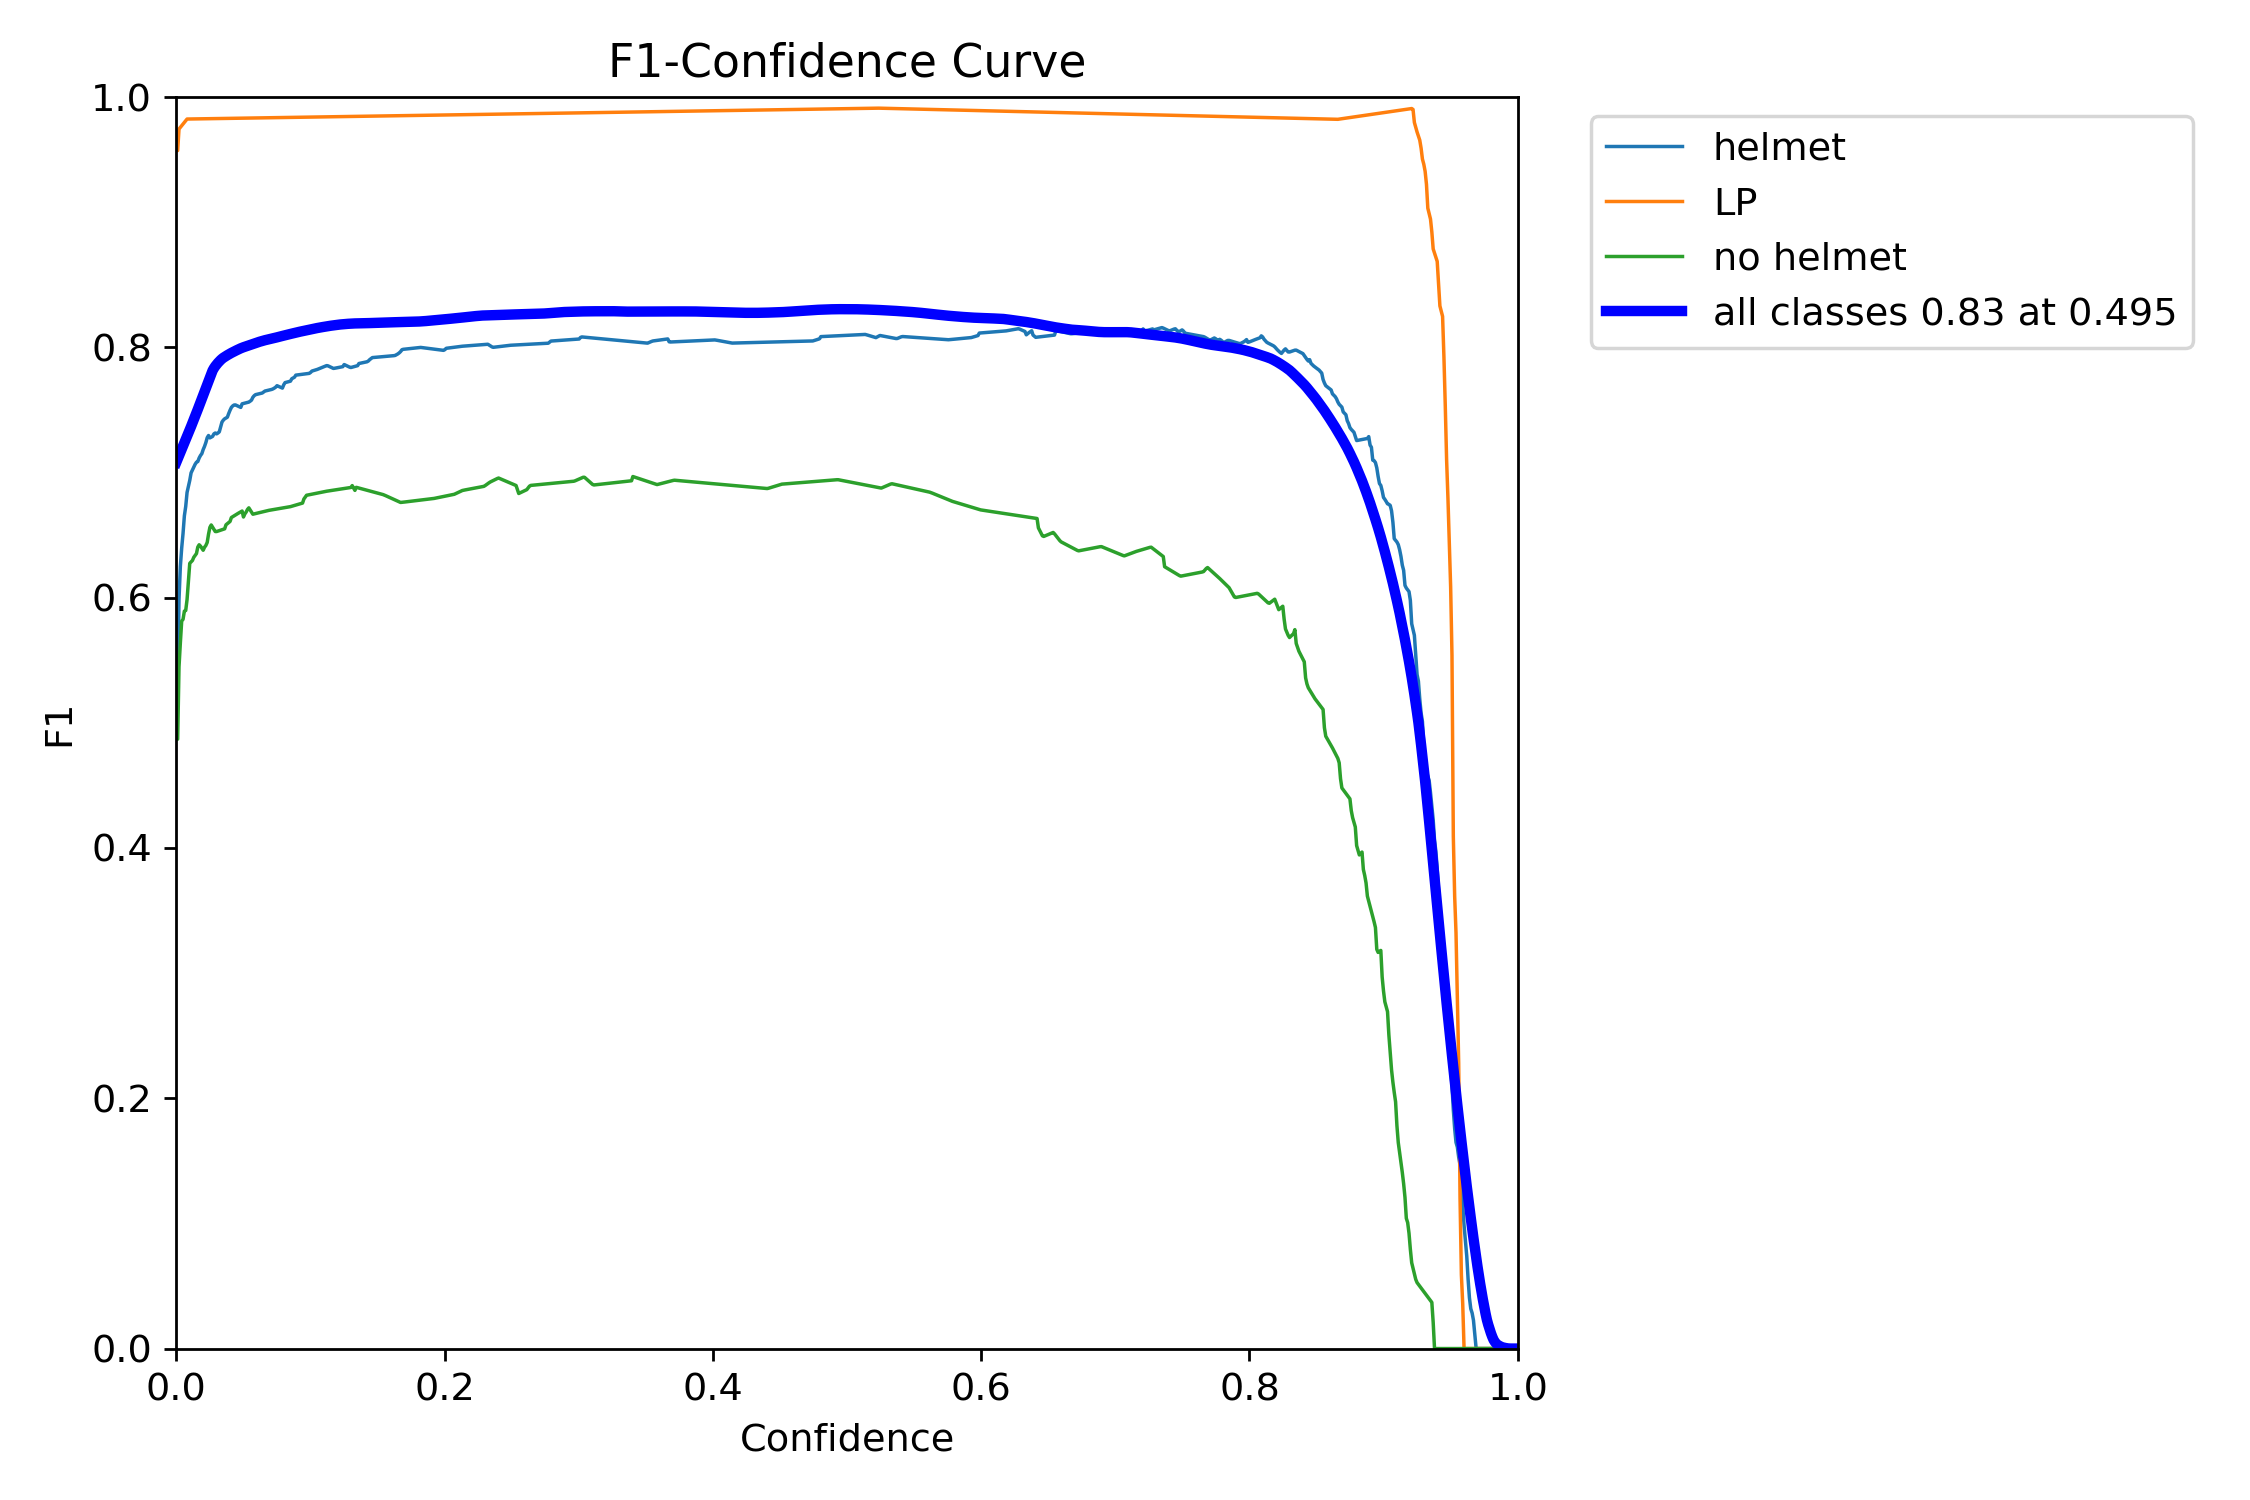 F1-Confidence Curve
1.0
0.8
0.6
0.4
0.2
0.0
F1
0.0 0.2 0.4 0.6 0.8 1.0
Confidence
helmet
LP
no helmet
all classes 0.83 at 0.495